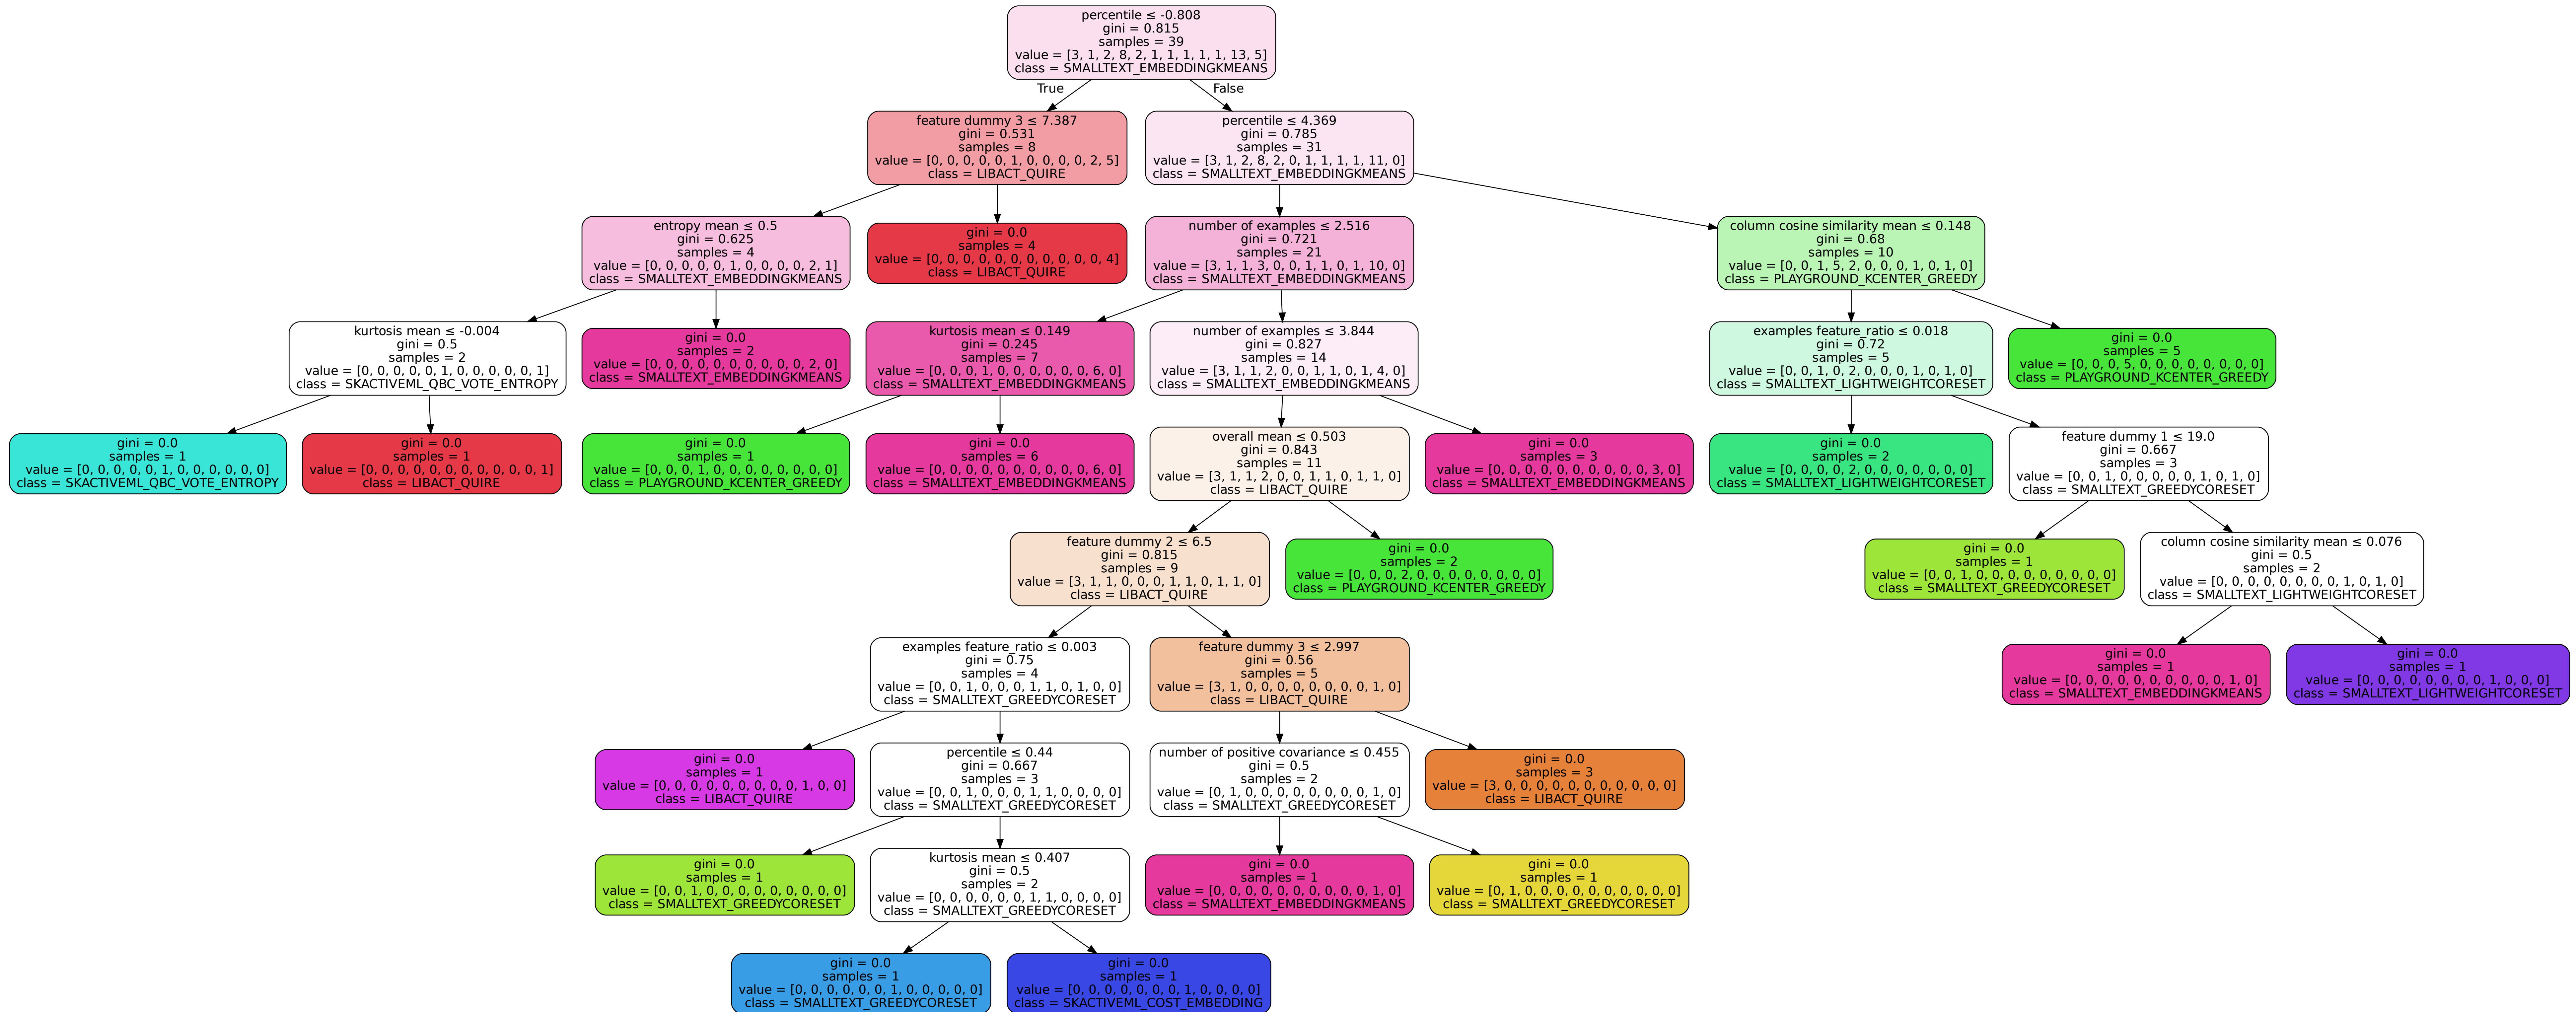 percentile ≤ -0.808
gini = 0.815
samples = 39
value = [3, 1, 2, 8, 2, 1, 1, 1, 1, 1, 13, 5]
class = SMALLTEXT_EMBEDDINGKMEANS
True
False
feature dummy 3 ≤ 7.387
gini = 0.531
samples = 8
value = [0, 0, 0, 0, 0, 1, 0, 0, 0, 0, 2, 5]
class = LIBACT_QUIRE
percentile ≤ 4.369
gini = 0.785
samples = 31
value = [3, 1, 2, 8, 2, 0, 1, 1, 1, 1, 11, 0]
class = SMALLTEXT_EMBEDDINGKMEANS
entropy mean ≤ 0.5
gini = 0.625
samples = 4
value = [0, 0, 0, 0, 0, 1, 0, 0, 0, 0, 2, 1]
class = SMALLTEXT_EMBEDDINGKMEANS
gini = 0.0
samples = 4
value = [0, 0, 0, 0, 0, 0, 0, 0, 0, 0, 0, 4]
class = LIBACT_QUIRE
number of examples ≤ 2.516
gini = 0.721
samples = 21
value = [3, 1, 1, 3, 0, 0, 1, 1, 0, 1, 10, 0]
class = SMALLTEXT_EMBEDDINGKMEANS
column cosine similarity mean ≤ 0.148
gini = 0.68
samples = 10
value = [0, 0, 1, 5, 2, 0, 0, 0, 1, 0, 1, 0]
class = PLAYGROUND_KCENTER_GREEDY
kurtosis mean ≤ -0.004
gini = 0.5
samples = 2
value = [0, 0, 0, 0, 0, 1, 0, 0, 0, 0, 0, 1]
class = SKACTIVEML_QBC_VOTE_ENTROPY
gini = 0.0
samples = 2
value = [0, 0, 0, 0, 0, 0, 0, 0, 0, 0, 2, 0]
class = SMALLTEXT_EMBEDDINGKMEANS
kurtosis mean ≤ 0.149
gini = 0.245
samples = 7
value = [0, 0, 0, 1, 0, 0, 0, 0, 0, 0, 6, 0]
class = SMALLTEXT_EMBEDDINGKMEANS
number of examples ≤ 3.844
gini = 0.827
samples = 14
value = [3, 1, 1, 2, 0, 0, 1, 1, 0, 1, 4, 0]
class = SMALLTEXT_EMBEDDINGKMEANS
examples feature_ratio ≤ 0.018
gini = 0.72
samples = 5
value = [0, 0, 1, 0, 2, 0, 0, 0, 1, 0, 1, 0]
class = SMALLTEXT_LIGHTWEIGHTCORESET
gini = 0.0
samples = 5
value = [0, 0, 0, 5, 0, 0, 0, 0, 0, 0, 0, 0]
class = PLAYGROUND_KCENTER_GREEDY
gini = 0.0
samples = 1
value = [0, 0, 0, 0, 0, 1, 0, 0, 0, 0, 0, 0]
class = SKACTIVEML_QBC_VOTE_ENTROPY
gini = 0.0
samples = 1
value = [0, 0, 0, 0, 0, 0, 0, 0, 0, 0, 0, 1]
class = LIBACT_QUIRE
gini = 0.0
samples = 1
value = [0, 0, 0, 1, 0, 0, 0, 0, 0, 0, 0, 0]
class = PLAYGROUND_KCENTER_GREEDY
gini = 0.0
samples = 6
value = [0, 0, 0, 0, 0, 0, 0, 0, 0, 0, 6, 0]
class = SMALLTEXT_EMBEDDINGKMEANS
overall mean ≤ 0.503
gini = 0.843
samples = 11
value = [3, 1, 1, 2, 0, 0, 1, 1, 0, 1, 1, 0]
class = LIBACT_QUIRE
gini = 0.0
samples = 3
value = [0, 0, 0, 0, 0, 0, 0, 0, 0, 0, 3, 0]
class = SMALLTEXT_EMBEDDINGKMEANS
gini = 0.0
samples = 2
value = [0, 0, 0, 0, 2, 0, 0, 0, 0, 0, 0, 0]
class = SMALLTEXT_LIGHTWEIGHTCORESET
feature dummy 1 ≤ 19.0
gini = 0.667
samples = 3
value = [0, 0, 1, 0, 0, 0, 0, 0, 1, 0, 1, 0]
class = SMALLTEXT_GREEDYCORESET
feature dummy 2 ≤ 6.5
gini = 0.815
samples = 9
value = [3, 1, 1, 0, 0, 0, 1, 1, 0, 1, 1, 0]
class = LIBACT_QUIRE
gini = 0.0
samples = 2
value = [0, 0, 0, 2, 0, 0, 0, 0, 0, 0, 0, 0]
class = PLAYGROUND_KCENTER_GREEDY
gini = 0.0
samples = 1
value = [0, 0, 1, 0, 0, 0, 0, 0, 0, 0, 0, 0]
class = SMALLTEXT_GREEDYCORESET
column cosine similarity mean ≤ 0.076
gini = 0.5
samples = 2
value = [0, 0, 0, 0, 0, 0, 0, 0, 1, 0, 1, 0]
class = SMALLTEXT_LIGHTWEIGHTCORESET
examples feature_ratio ≤ 0.003
gini = 0.75
samples = 4
value = [0, 0, 1, 0, 0, 0, 1, 1, 0, 1, 0, 0]
class = SMALLTEXT_GREEDYCORESET
feature dummy 3 ≤ 2.997
gini = 0.56
samples = 5
value = [3, 1, 0, 0, 0, 0, 0, 0, 0, 0, 1, 0]
class = LIBACT_QUIRE
gini = 0.0
samples = 1
value = [0, 0, 0, 0, 0, 0, 0, 0, 0, 0, 1, 0]
class = SMALLTEXT_EMBEDDINGKMEANS
gini = 0.0
samples = 1
value = [0, 0, 0, 0, 0, 0, 0, 0, 1, 0, 0, 0]
class = SMALLTEXT_LIGHTWEIGHTCORESET
gini = 0.0
samples = 1
value = [0, 0, 0, 0, 0, 0, 0, 0, 0, 1, 0, 0]
class = LIBACT_QUIRE
percentile ≤ 0.44
gini = 0.667
samples = 3
value = [0, 0, 1, 0, 0, 0, 1, 1, 0, 0, 0, 0]
class = SMALLTEXT_GREEDYCORESET
number of positive covariance ≤ 0.455
gini = 0.5
samples = 2
value = [0, 1, 0, 0, 0, 0, 0, 0, 0, 0, 1, 0]
class = SMALLTEXT_GREEDYCORESET
gini = 0.0
samples = 3
value = [3, 0, 0, 0, 0, 0, 0, 0, 0, 0, 0, 0]
class = LIBACT_QUIRE
gini = 0.0
samples = 1
value = [0, 0, 1, 0, 0, 0, 0, 0, 0, 0, 0, 0]
class = SMALLTEXT_GREEDYCORESET
kurtosis mean ≤ 0.407
gini = 0.5
samples = 2
value = [0, 0, 0, 0, 0, 0, 1, 1, 0, 0, 0, 0]
class = SMALLTEXT_GREEDYCORESET
gini = 0.0
samples = 1
value = [0, 0, 0, 0, 0, 0, 0, 0, 0, 0, 1, 0]
class = SMALLTEXT_EMBEDDINGKMEANS
gini = 0.0
samples = 1
value = [0, 1, 0, 0, 0, 0, 0, 0, 0, 0, 0, 0]
class = SMALLTEXT_GREEDYCORESET
gini = 0.0
samples = 1
value = [0, 0, 0, 0, 0, 0, 1, 0, 0, 0, 0, 0]
class = SMALLTEXT_GREEDYCORESET
gini = 0.0
samples = 1
value = [0, 0, 0, 0, 0, 0, 0, 1, 0, 0, 0, 0]
class = SKACTIVEML_COST_EMBEDDING